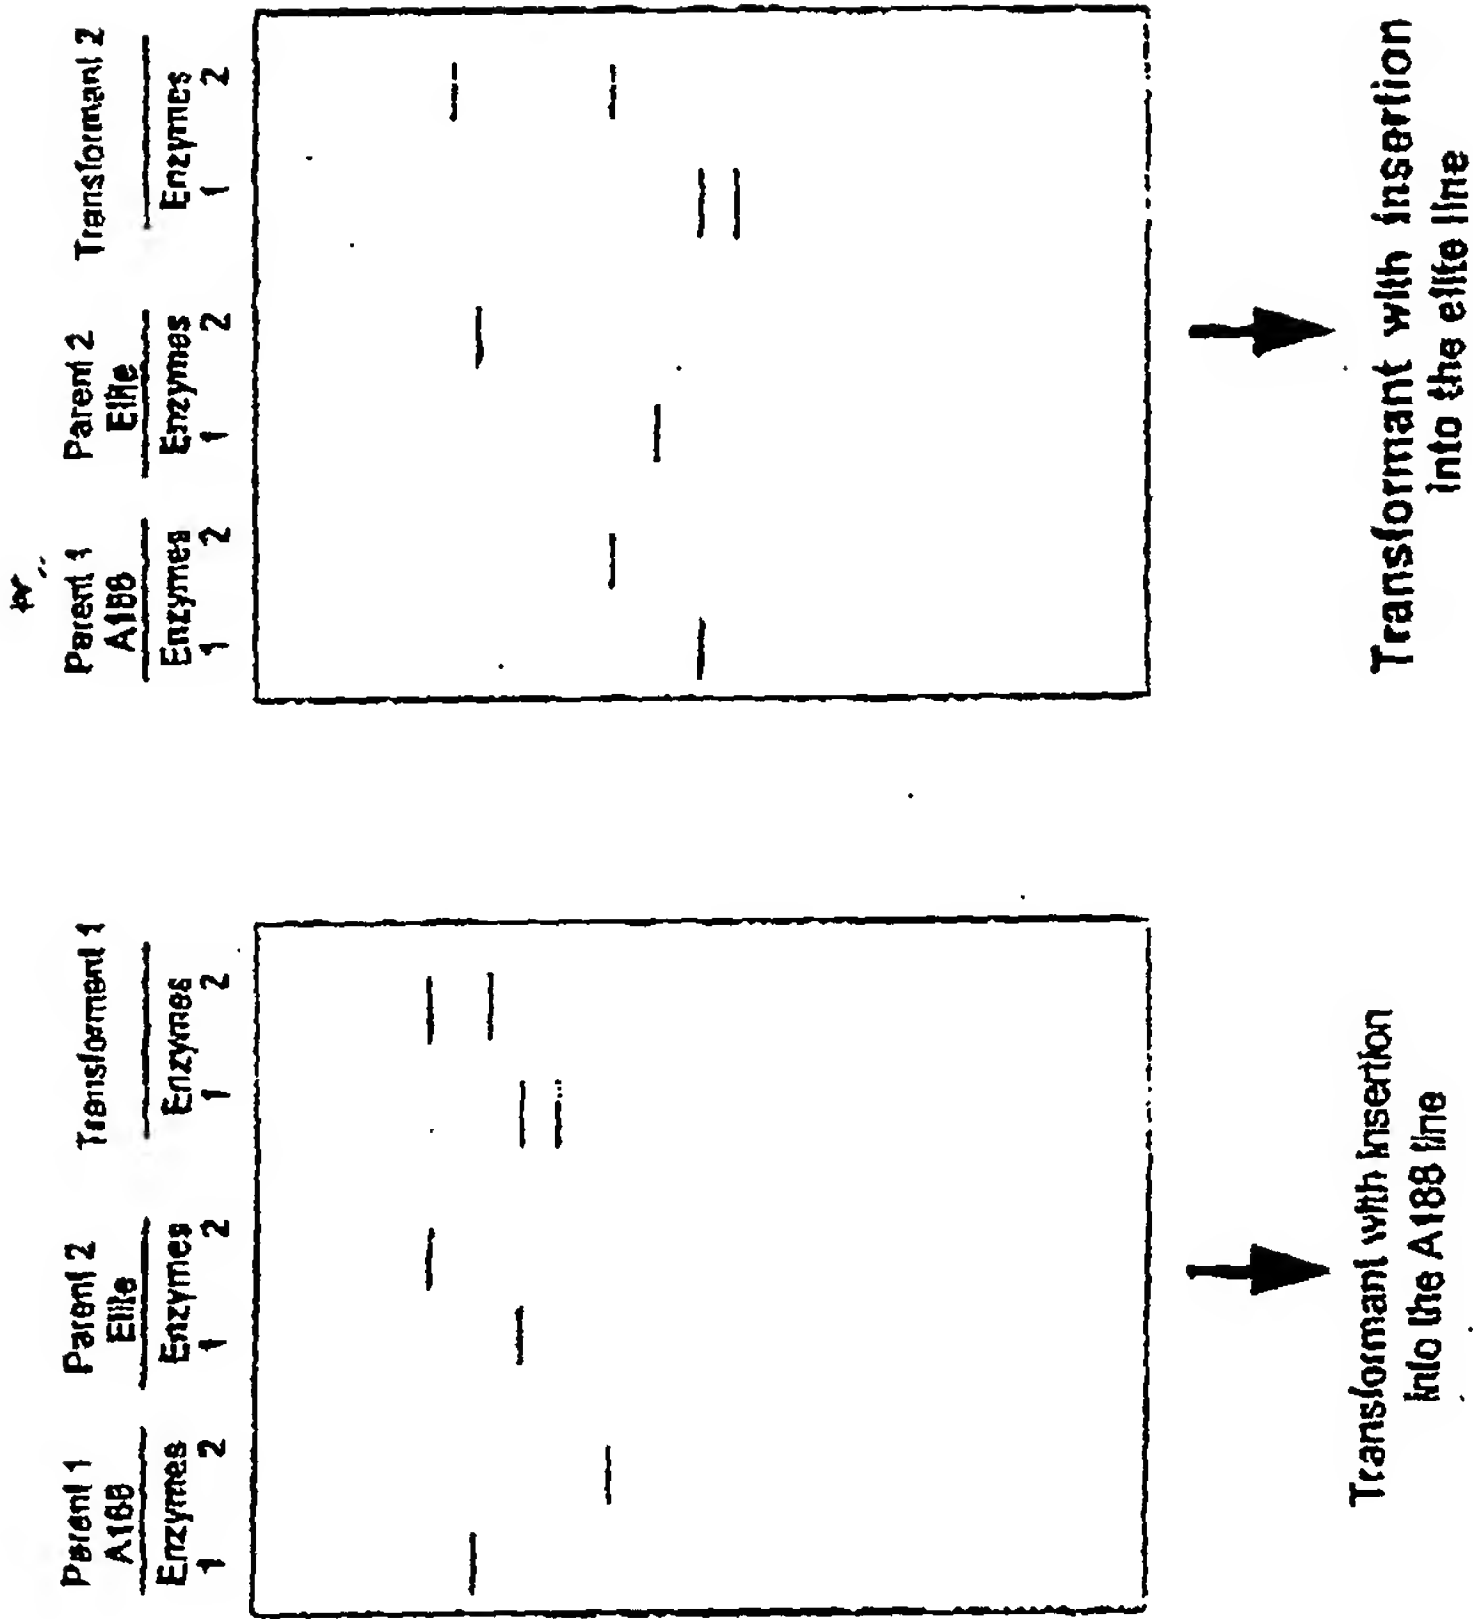 Parent 1
A188
Enzymes
1 2
Parent 2
Elite
Enzymes
1 2
Transformant 1
Enzymes
1 2
Transformant with insertion
into the A188 line
Parent 1
A188
Enzymes
1 2
Parent 2
Elite
Enzymes
1 2
Transformant 2
Enzymes
1 2
Transformant with insertion
into the elite line